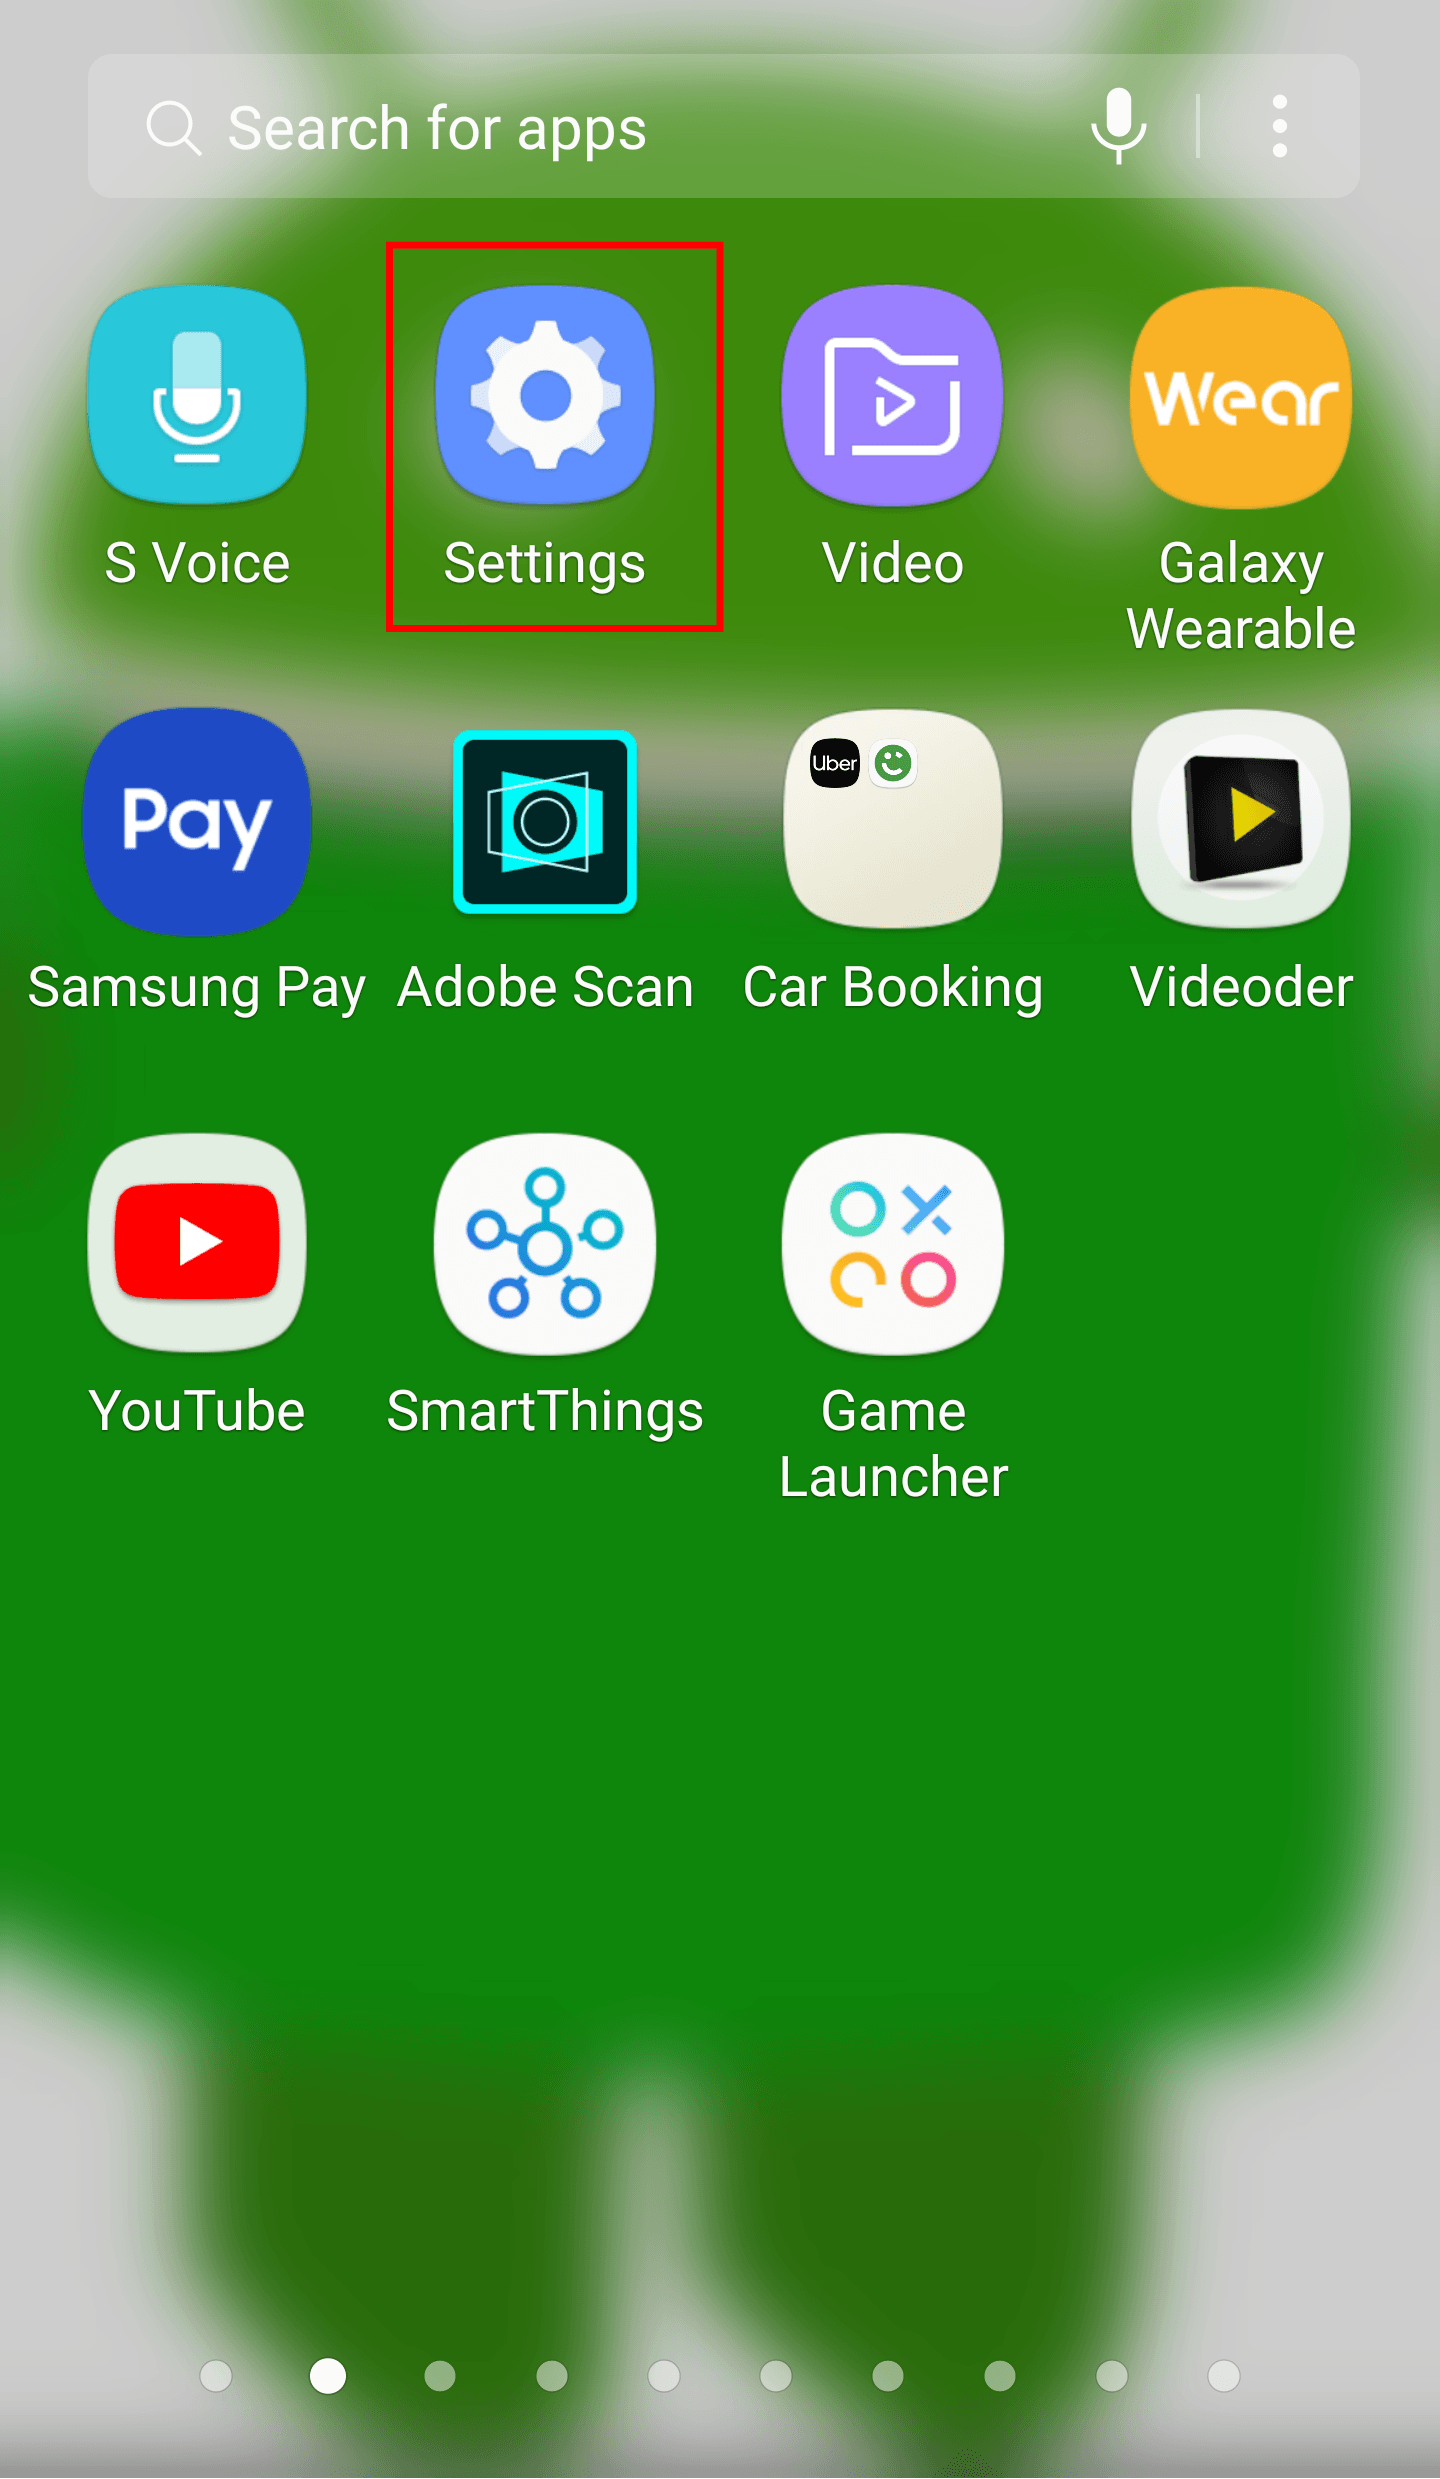 Search for apps
Wear
S Voice
Settings
Video
Galaxy
Wearable
Pay
Uber
Samsung Pay
Adobe Scan
Car Booking
Videoder
YouTube
SmartThings
Game
Launcher